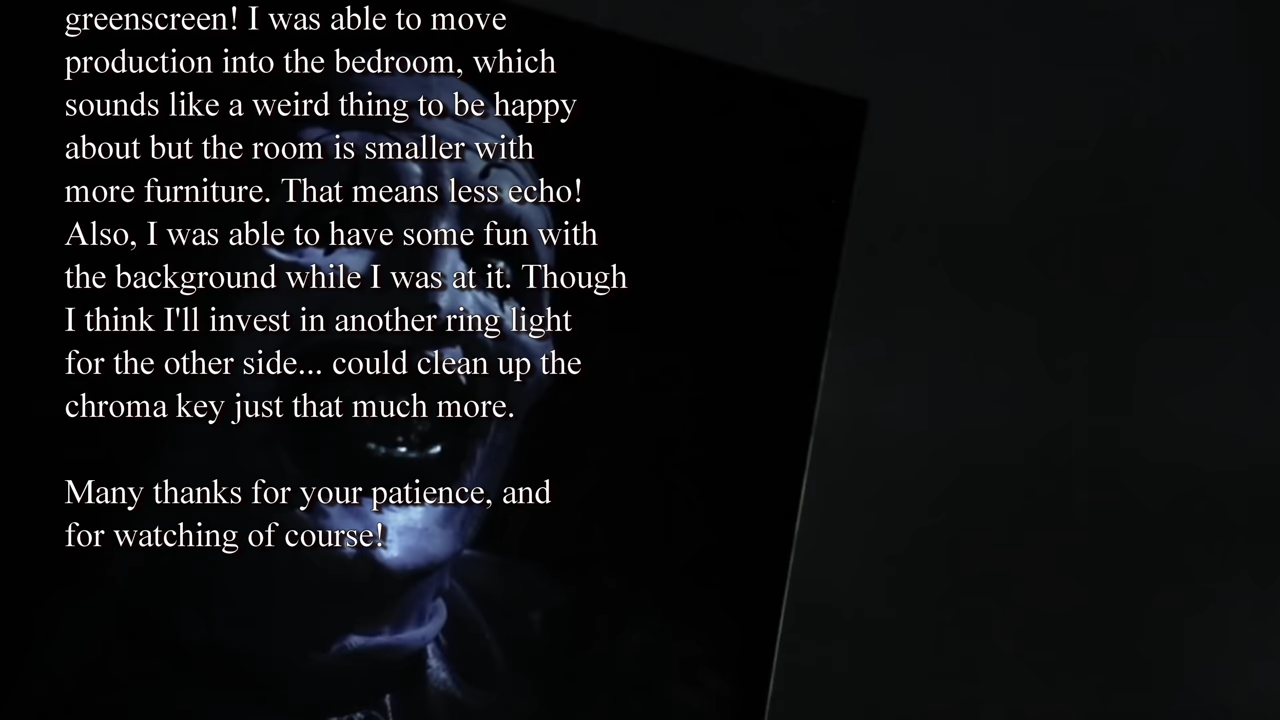 greenscreen! I was able to move
production into the bedroom, which
sounds like a weird thing to be happy
about but the room is smaller with
more furniture. That means less echo!
Also, I was able to have some fun with
the background while I was at it. Though
I think I'll invest in another ring light
for the other side... could clean up the
chroma key just that much more.
Many thanks for your patience, and
for watching of course!